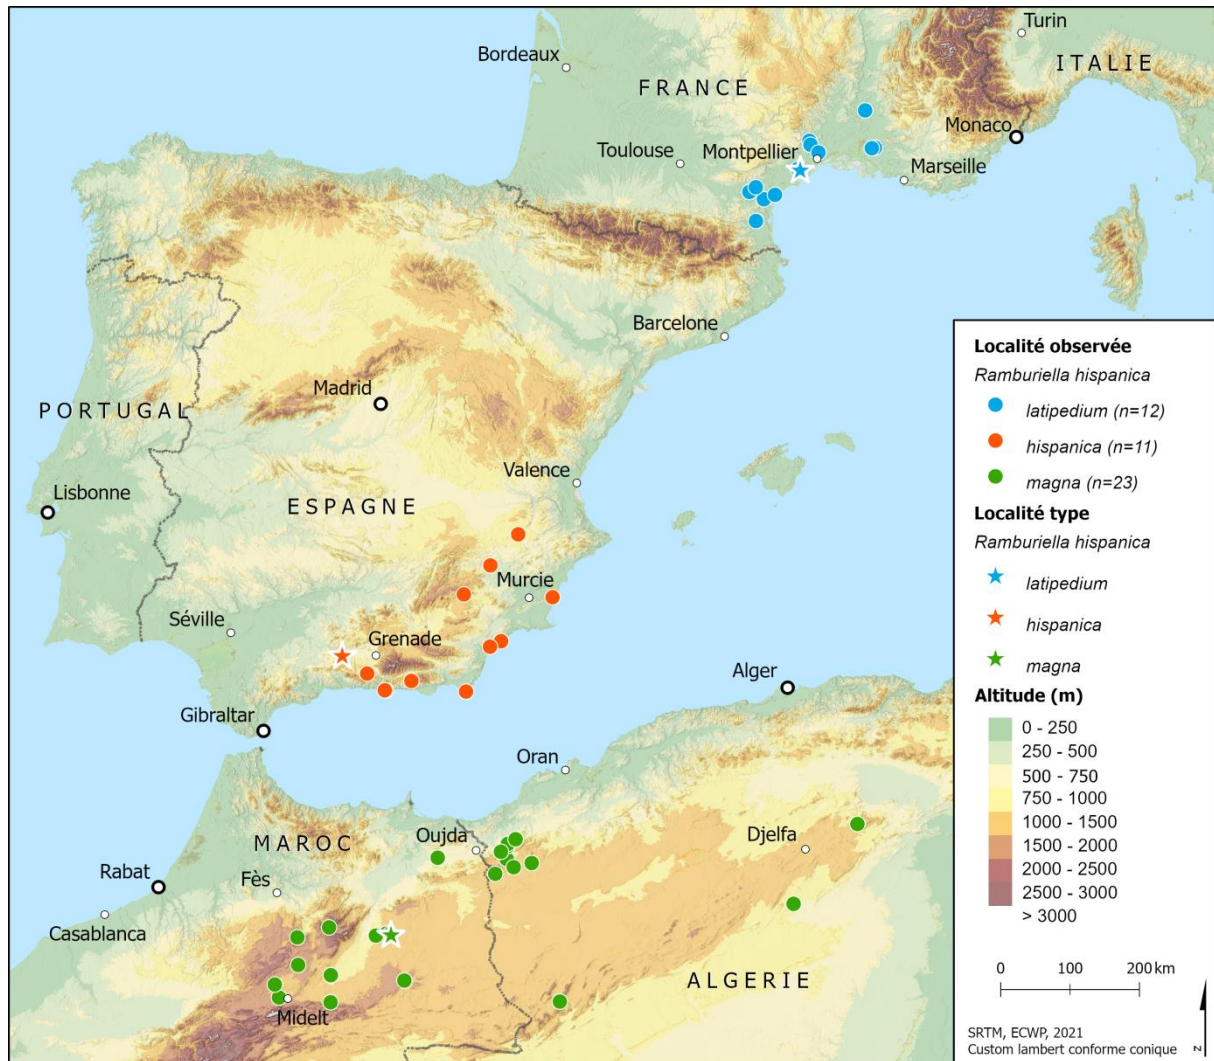 Turin
Bordeaux
ITALIE
FRANCE
Monaco
Toulouse
Montpellier
Marseille
Barcelone
Madrid
PORTUGAL
Valence
Lisbonne
ESPAGNE
Murcie
Séville
Grenade
Alger
Gibraltar
Oran
MAROC
Oujda
Djelfa
Rabat
Fès
Casablanca
ALGERIE
Midelt
Localité observée
Ramburiella hispanica
latipedium (n=12)
hispanica (n=11)
magna (n=23)
Localité type
Ramburiella hispanica
latipedium
hispanica
magna
Altitude (m)
0 - 250
250 - 500
500 - 750
750 - 1000
1000 - 1500
1500 - 2000
2000 - 2500
2500 - 3000
> 3000
0 100 200 km
SRTM, ECWP, 2021
Custom lambert conforme conique
N